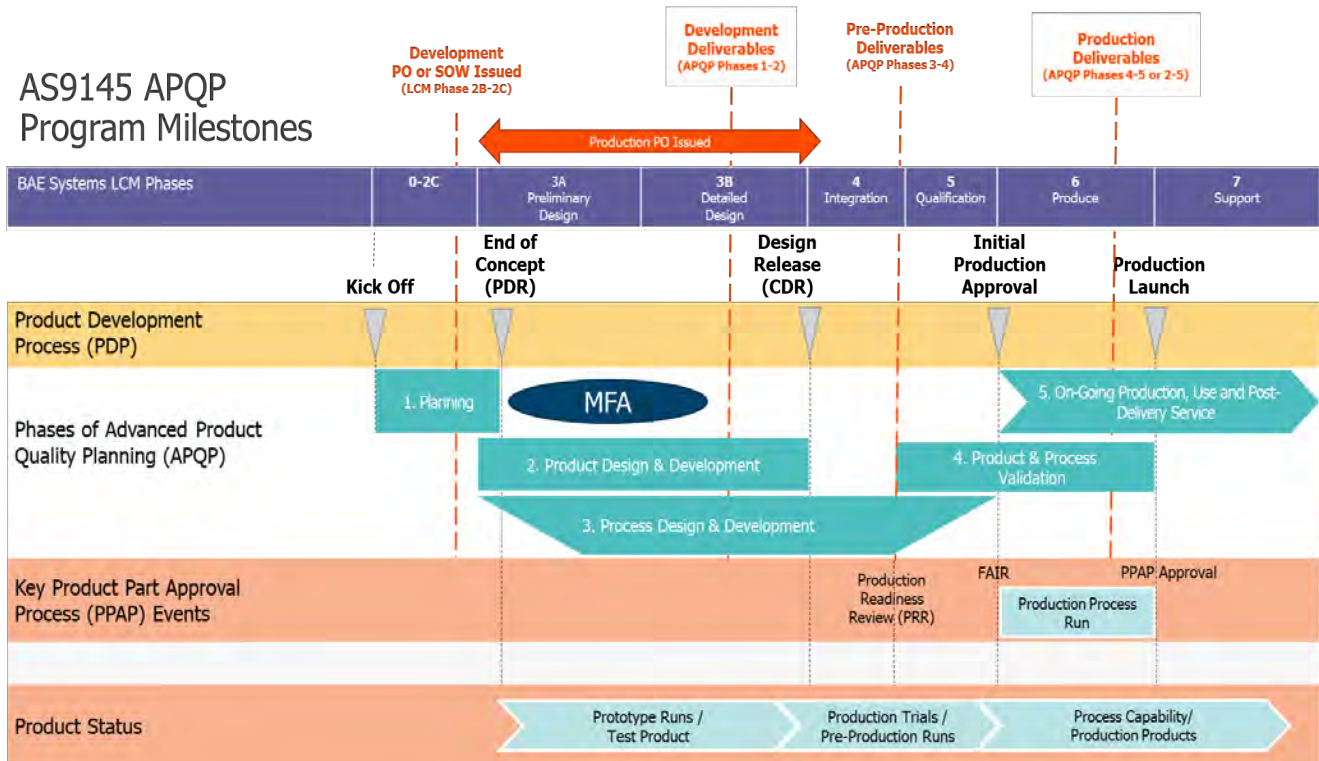 AS9145 APQP
Program Milestones
Development
PO or SOW Issued
(LCM Phase 2B-2C)
Development
Deliverables
(APQP Phases 1-2)
Pre-Production
Deliverables
(APQP Phases 3-4)
Production
Deliverables
(APQP Phases 4-5 or 2-5)
Production PO Issued
BAE Systems LCM Phases
0-2C
3A
Preliminary
Design
3B
Detailed
Design
4
Integration
5
Qualification
6
Produce
7
Support
Kick Off
End of
Concept
(PDR)
Design
Release
(CDR)
Initial
Production
Approval
Production
Launch
Product Development
Process (PDP)
Phases of Advanced Product
Quality Planning (APQP)
1. Planning
MFA
5. On-Going Production, Use and Post-
Delivery Service
2. Product Design & Development
4. Product & Process
Validation
3. Process Design & Development
Key Product Part Approval
Process (PPAP) Events
Production
Readiness
Review (PRR)
FAIR
PPAP Approval
Production Process
Run
Product Status
Prototype Runs /
Test Product
Production Trials /
Pre-Production Runs
Process Capability/
Production Products